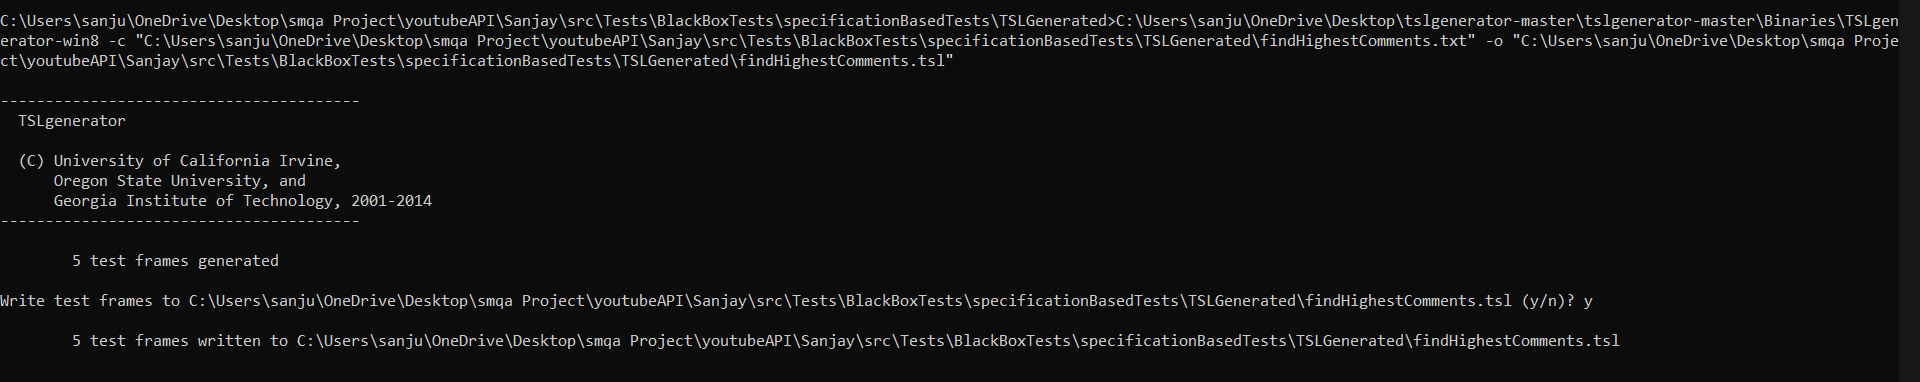 C:\Users\sanju\OneDrive\Desktop\smqa Project\youtubeAPI\Sanjay\src\Tests\BlackBoxTests\specificationBasedTests\TSLGenerated>C:\Users\sanju\OneDrive\Desktop\tslgenerator-master\tslgenerator-master\Binaries\TSLgen
erator-win8 -c "C:\Users\sanju\OneDrive\Desktop\smqa Project\youtubeAPI\Sanjay\src\Tests\BlackBoxTests\specificationBasedTests\TSLGenerated\findHighestComments.txt" -o "C:\Users\sanju\OneDrive\Desktop\smqa Proje
ct\youtubeAPI\Sanjay\src\Tests\BlackBoxTests\specificationBasedTests\TSLGenerated\findHighestComments.tsl"
----------------------------------------
  TSLgenerator
  (C) University of California Irvine,
      Oregon State University, and
      Georgia Institute of Technology, 2001-2014
----------------------------------------
        5 test frames generated
Write test frames to C:\Users\sanju\OneDrive\Desktop\smqa Project\youtubeAPI\Sanjay\src\Tests\BlackBoxTests\specificationBasedTests\TSLGenerated\findHighestComments.tsl (y/n)? y
        5 test frames written to C:\Users\sanju\OneDrive\Desktop\smqa Project\youtubeAPI\Sanjay\src\Tests\BlackBoxTests\specificationBasedTests\TSLGenerated\findHighestComments.tsl